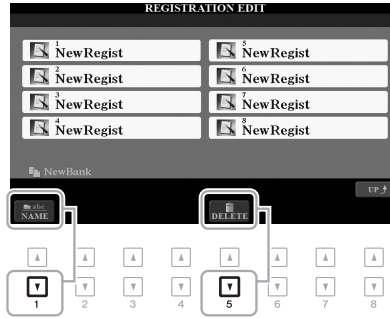 REGISTRATION EDIT
1 NewRegist
5 NewRegist
2 NewRegist
6 NewRegist
3 NewRegist
7 NewRegist
4 NewRegist
8 NewRegist
NewBank
UP
abc
NAME
DELETE
1 2 3 4 5 6 7 8